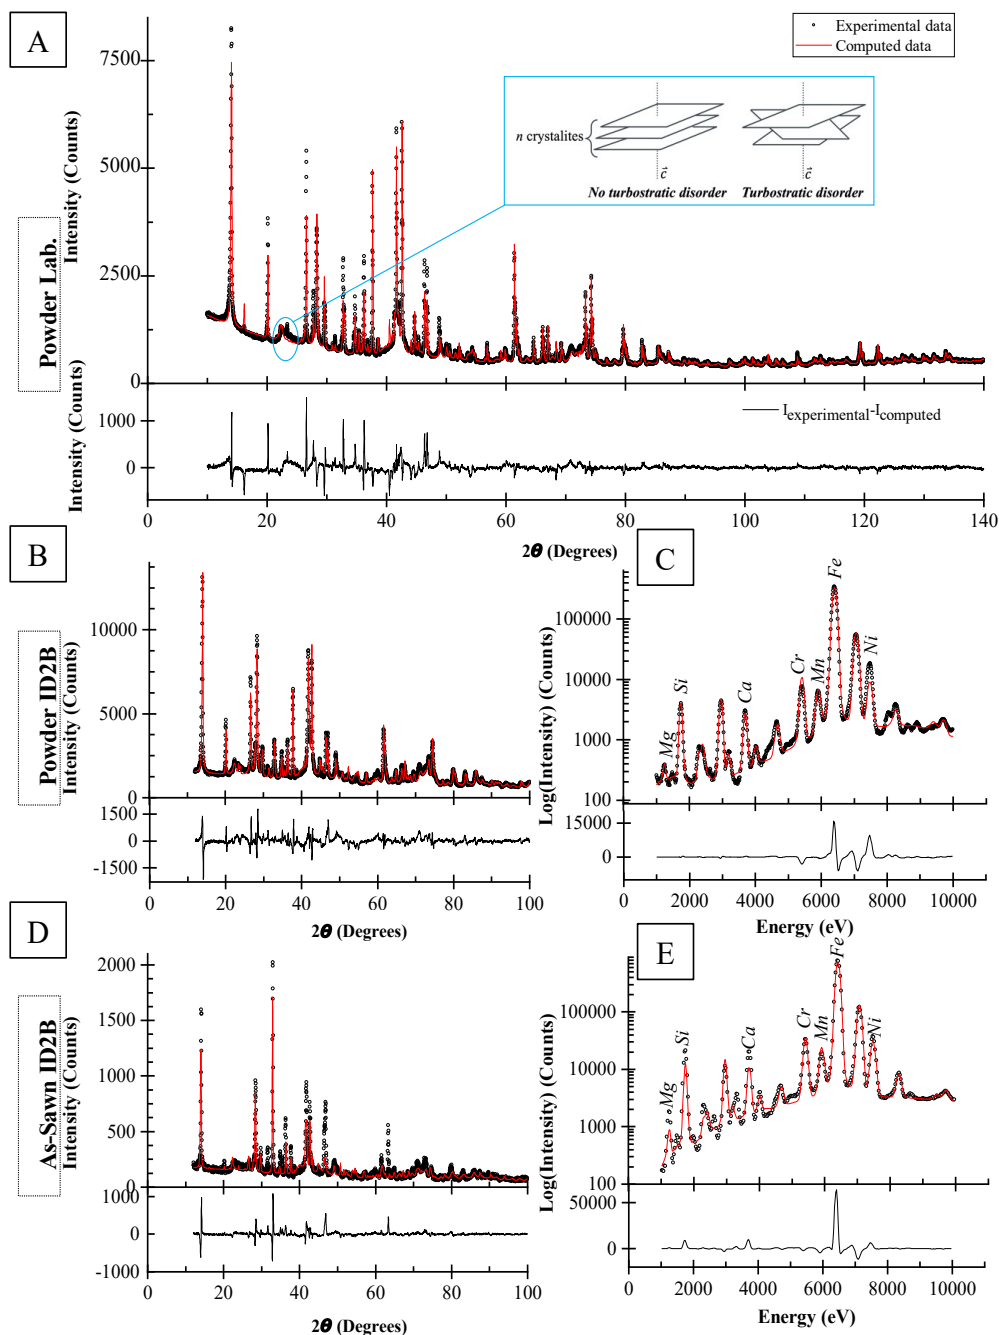 A
Experimental data
Computed data
7500
5000
2500
0
Intensity (Counts)
Powder Lab.
n crystalites
c
c
No turbostratic disorder
Turbostratic disorder
Intensity (Counts)
1000
0
I experimental-I computed
0
20
40
60
80
100
120
140
2θ (Degrees)
B
Powder ID2B
Intensity (Counts)
10000
5000
0
1500
0
-1500
0
20
40
60
80
100
2θ (Degrees)
C
Log(Intensity) (Counts)
100000
10000
1000
100
Mg
Si
Ca
Cr
Mn
Fe
Ni
15000
0
2000
4000
6000
8000
10000
Energy (eV)
D
As-Sawn ID2B
Intensity (Counts)
2000
1500
1000
500
0
1000
0
-1000
0
20
40
60
80
100
2θ (Degrees)
E
Log(Intensity) (Counts)
100000
10000
1000
100
Mg
Si
Ca
Cr
Mn
Fe
Ni
50000
0
0
2000
4000
6000
8000
10000
Energy (eV)